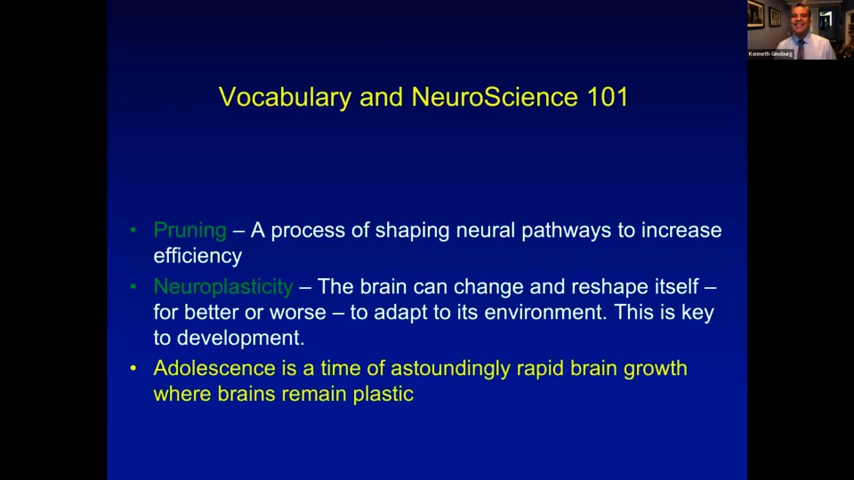 Kenneth Ginsburg
Vocabulary and NeuroScience 101
• Pruning – A process of shaping neural pathways to increase
efficiency
• Neuroplasticity – The brain can change and reshape itself –
for better or worse – to adapt to its environment. This is key
to development.
• Adolescence is a time of astoundingly rapid brain growth
where brains remain plastic